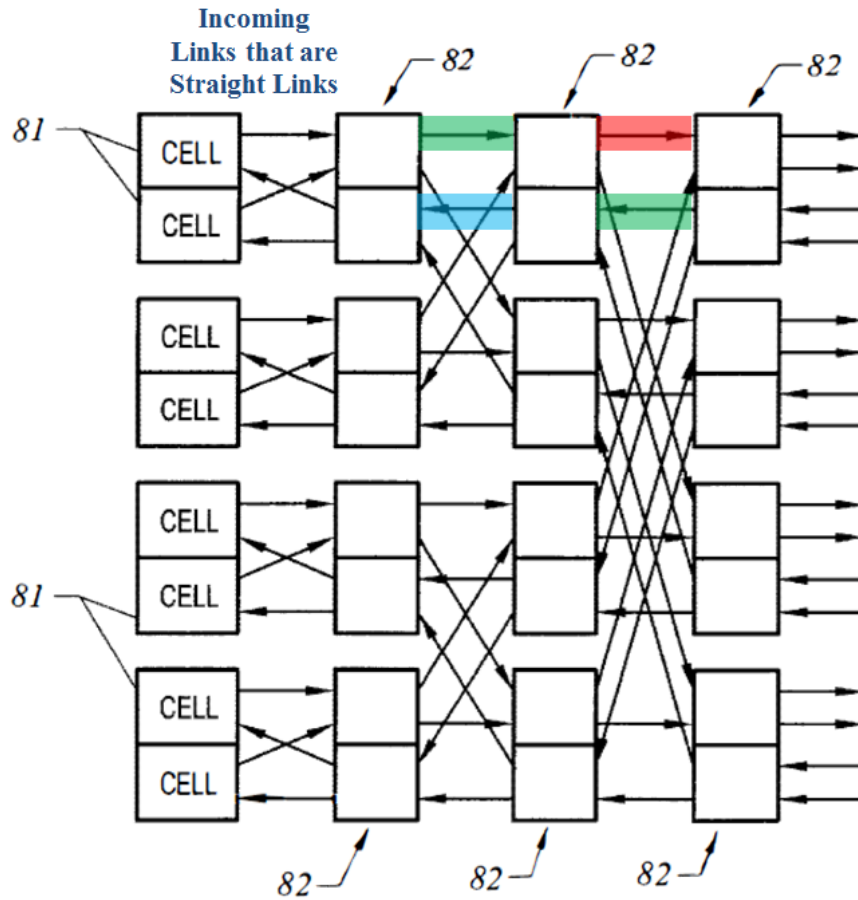 Incoming
Links that are
Straight Links
82
82
82
81
CELL
CELL
CELL
CELL
CELL
81
CELL
CELL
CELL
82
82
82